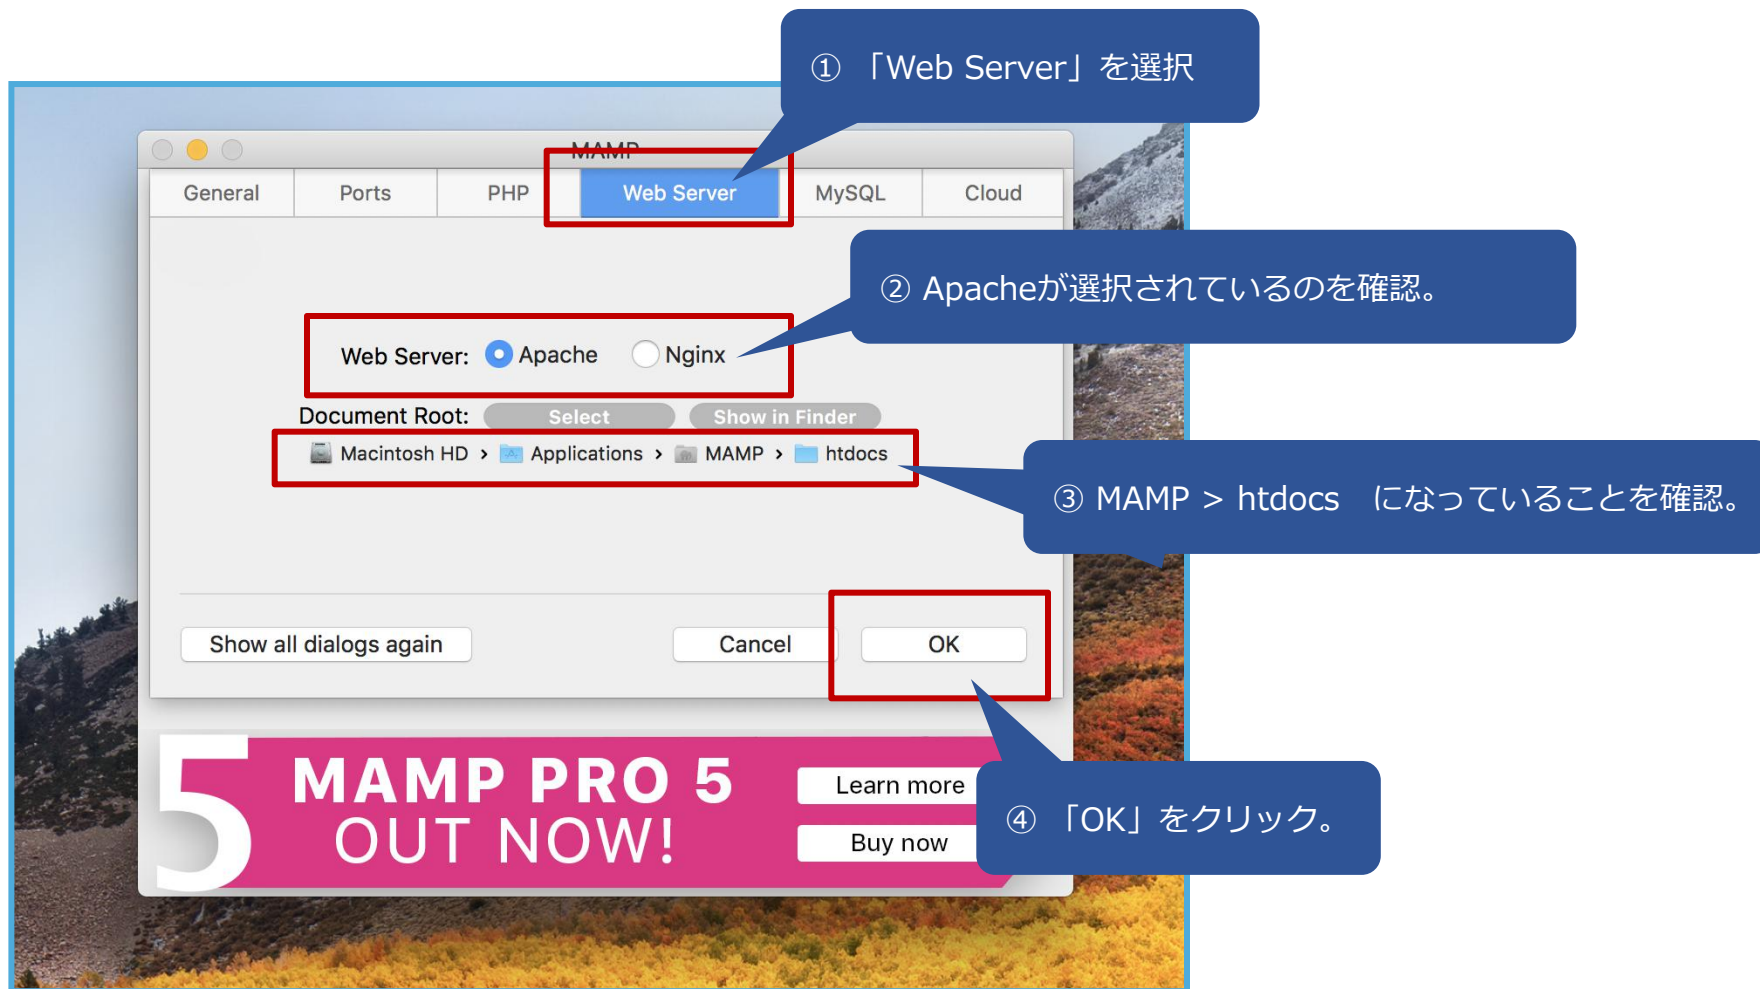 ① 「Web Server」を選択
MAMP
General Ports PHP Web Server MySQL Cloud
② Apacheが選択されているのを確認。
Web Server: Apache Nginx
Document Root: Select Show in Finder
Macintosh HD › Applications › MAMP › htdocs
③ MAMP > htdocs　になっていることを確認。
Show all dialogs again Cancel OK
5
MAMP PRO 5
OUT NOW!
Learn more
Buy now
④ 「OK」をクリック。